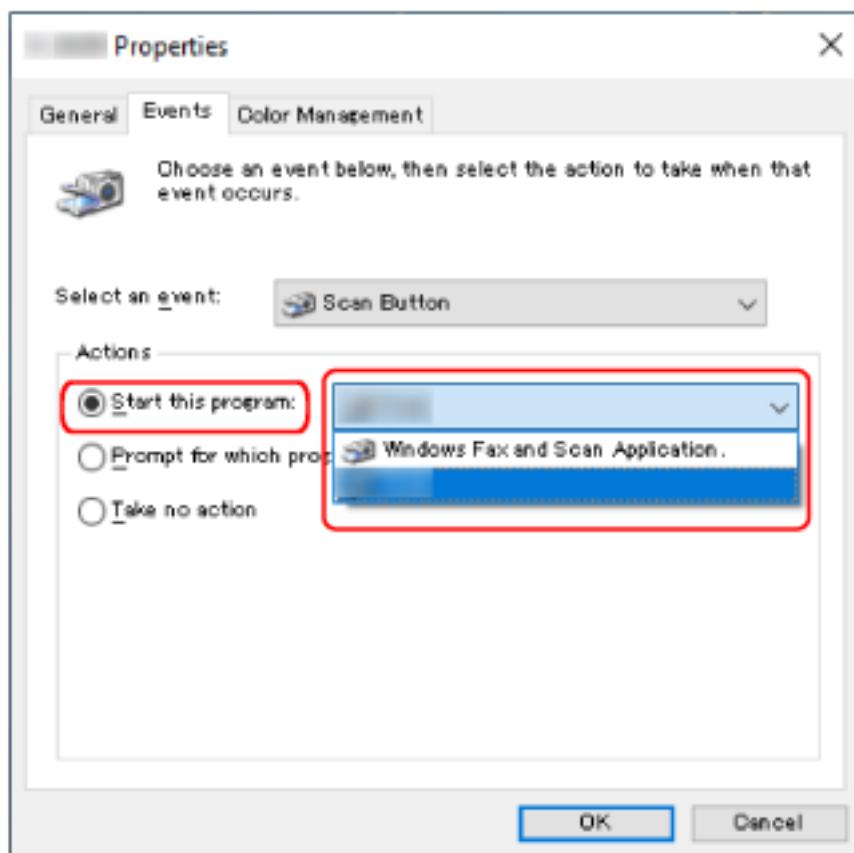 Properties
General Events Color Management
Choose an event below, then select the action to take when that
event occurs.
Select an event: Scan Button
Actions
Start this program:
Prompt for which
Windows Fax and Scan Application.
Take no action
OK Cancel